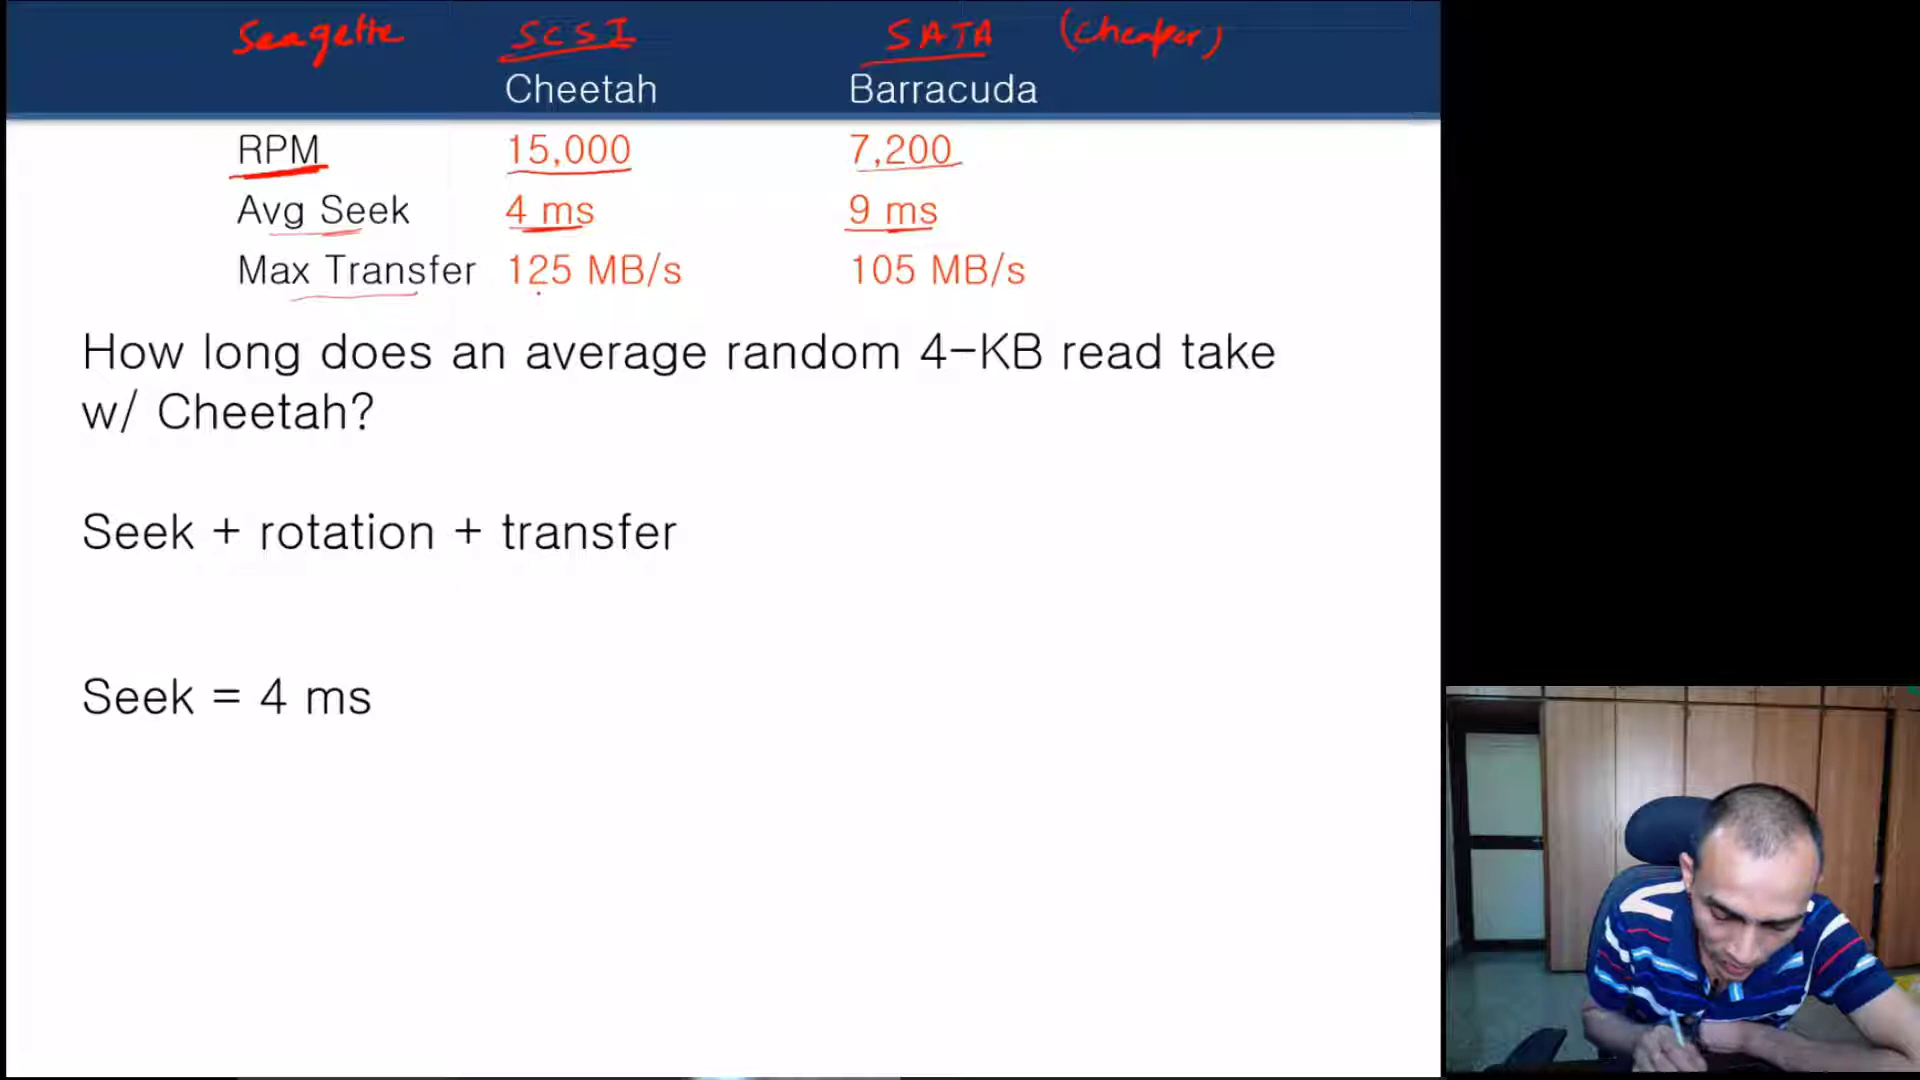 Seagette SCSI SATA (cheaper)
Cheetah Barracuda
RPM 15,000 7,200
Avg Seek 4 ms 9 ms
Max Transfer 125 MB/s 105 MB/s
How long does an average random 4-KB read take
w/ Cheetah?
Seek + rotation + transfer
Seek = 4 ms